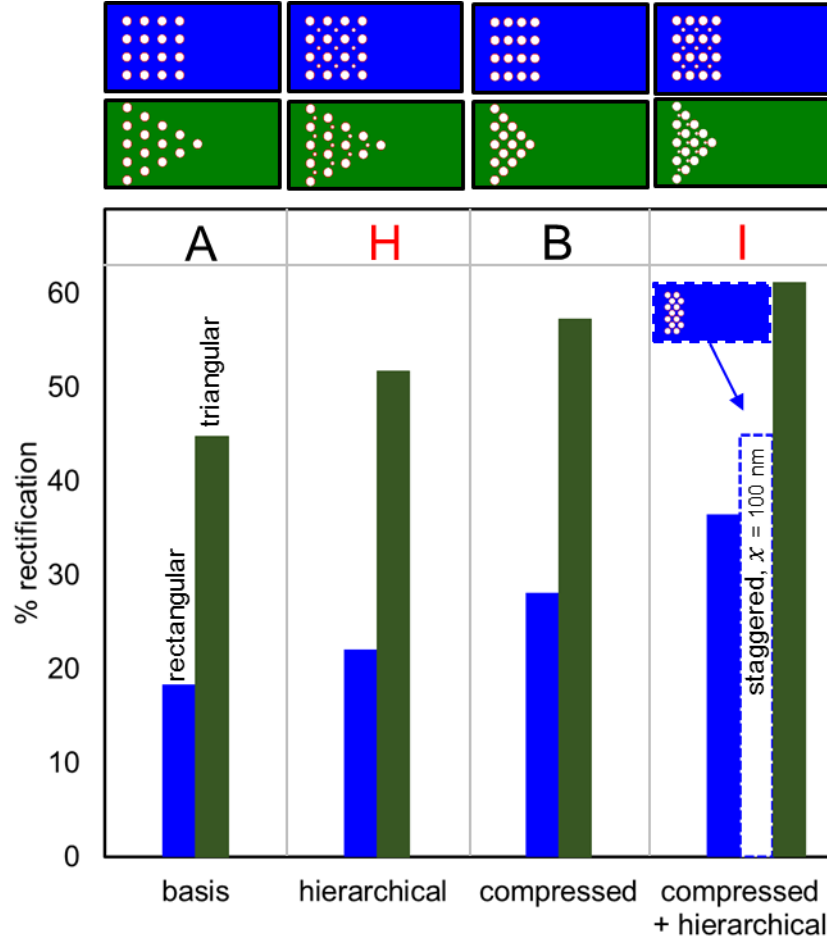 A
H
B
I
% rectification
60
50
40
30
20
10
0
rectangular
triangular
staggered, x = 100 nm
basis
hierarchical
compressed
compressed
+ hierarchical